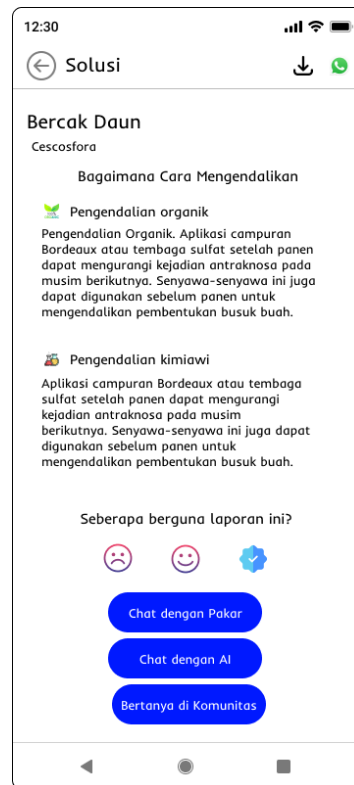 12:30
Solusi
Bercak Daun
Cescosfora
Bagaimana Cara Mengendalikan
Pengendalian organik
Pengendalian Organik. Aplikasi campuran
Bordeaux atau tembaga sulfat setelah panen
dapat mengurangi kejadian antraknosa pada
musim berikutnya. Senyawa-senyawa ini juga
dapat digunakan sebelum panen untuk
mengendalikan pembentukan busuk buah.
Pengendalian kimiawi
Aplikasi campuran Bordeaux atau tembaga
sulfat setelah panen dapat mengurangi
kejadian antraknosa pada musim
berikutnya. Senyawa-senyawa ini juga dapat
digunakan sebelum panen untuk
mengendalikan pembentukan busuk buah.
Seberapa berguna laporan ini?
Chat dengan Pakar
Chat dengan AI
Bertanya di Komunitas